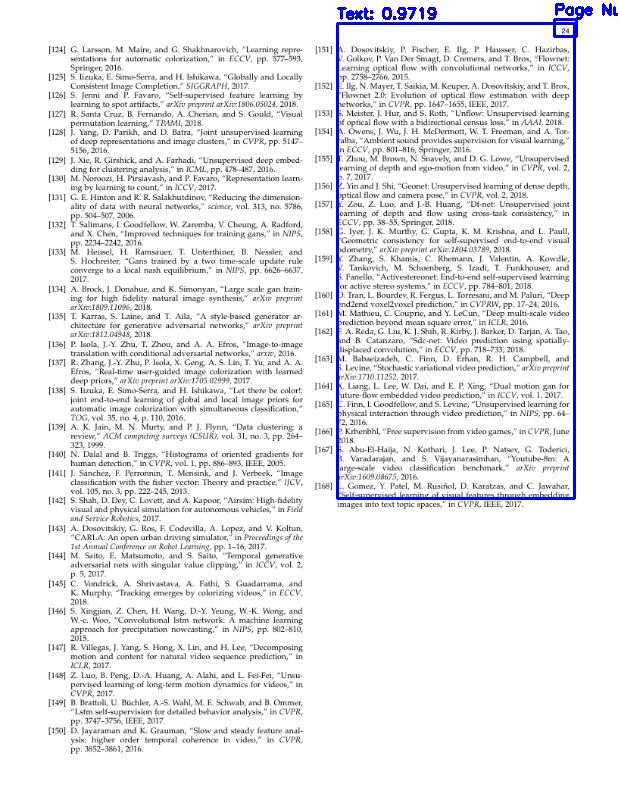 Text: 0.9719
Page Nu
24
[124] G. Larsson, M. Maire, and G. Shakhnarovich, "Learning repre-
sentations for automatic colorization," in ECCV, pp. 577–593,
Springer, 2016.
[125] S. Iizuka, E. Simo-Serra, and H. Ishikawa, "Globally and Locally
Consistent Image Completion," SIGGRAPH, 2017.
[126] S. Jenni and P. Favaro, "Self-supervised feature learning by
learning to spot artifacts," arXiv preprint arXiv:1806.05024, 2018.
[127] R. Santa Cruz, B. Fernando, A. Cherian, and S. Gould, "Visual
permutation learning," TPAMI, 2018.
[128] J. Yang, D. Parikh, and D. Batra, "Joint unsupervised learning
of deep representations and image clusters," in CVPR, pp. 5147–
5156, 2016.
[129] J. Xie, R. Girshick, and A. Farhadi, "Unsupervised deep embed-
ding for clustering analysis," in ICML, pp. 478–487, 2016.
[130] M. Noroozi, H. Pirsiavash, and P. Favaro, "Representation learn-
ing by learning to count," in ICCV, 2017.
[131] G. E. Hinton and R. R. Salakhutdinov, "Reducing the dimension-
ality of data with neural networks," science, vol. 313, no. 5786,
pp. 504–507, 2006.
[132] T. Salimans, I. Goodfellow, W. Zaremba, V. Cheung, A. Radford,
and X. Chen, "Improved techniques for training gans," in NIPS,
pp. 2234–2242, 2016.
[133] M. Heusel, H. Ramsauer, T. Unterthiner, B. Nessler, and
S. Hochreiter, "Gans trained by a two time-scale update rule
converge to a local nash equilibrium," in NIPS, pp. 6626–6637,
2017.
[134] A. Brock, J. Donahue, and K. Simonyan, "Large scale gan train-
ing for high fidelity natural image synthesis," arXiv preprint
arXiv:1809.11096, 2018.
[135] T. Karras, S. Laine, and T. Aila, "A style-based generator ar-
chitecture for generative adversarial networks," arXiv preprint
arXiv:1812.04948, 2018.
[136] P. Isola, J.-Y. Zhu, T. Zhou, and A. A. Efros, "Image-to-image
translation with conditional adversarial networks," arxiv, 2016.
[137] R. Zhang, J.-Y. Zhu, P. Isola, X. Geng, A. S. Lin, T. Yu, and A. A.
Efros, "Real-time user-guided image colorization with learned
deep priors," arXiv preprint arXiv:1705.02999, 2017.
[138] S. Iizuka, E. Simo-Serra, and H. Ishikawa, "Let there be color!:
joint end-to-end learning of global and local image priors for
automatic image colorization with simultaneous classification,"
TOG, vol. 35, no. 4, p. 110, 2016.
[139] A. K. Jain, M. N. Murty, and P. J. Flynn, "Data clustering: a
review," ACM computing surveys (CSUR), vol. 31, no. 3, pp. 264–
323, 1999.
[140] N. Dalal and B. Triggs, "Histograms of oriented gradients for
human detection," in CVPR, vol. 1, pp. 886–893, IEEE, 2005.
[141] J. Sánchez, F. Perronnin, T. Mensink, and J. Verbeek, "Image
classification with the fisher vector: Theory and practice," IJCV,
vol. 105, no. 3, pp. 222–245, 2013.
[142] S. Shah, D. Dey, C. Lovett, and A. Kapoor, "Airsim: High-fidelity
visual and physical simulation for autonomous vehicles," in Field
and Service Robotics, 2017.
[143] A. Dosovitskiy, G. Ros, F. Codevilla, A. Lopez, and V. Koltun,
"CARLA: An open urban driving simulator," in Proceedings of the
1st Annual Conference on Robot Learning, pp. 1–16, 2017.
[144] M. Saito, E. Matsumoto, and S. Saito, "Temporal generative
adversarial nets with singular value clipping," in ICCV, vol. 2,
p. 5, 2017.
[145] C. Vondrick, A. Shrivastava, A. Fathi, S. Guadarrama, and
K. Murphy, "Tracking emerges by colorizing videos," in ECCV,
2018.
[146] S. Xingjian, Z. Chen, H. Wang, D.-Y. Yeung, W.-K. Wong, and
W.-c. Woo, "Convolutional lstm network: A machine learning
approach for precipitation nowcasting," in NIPS, pp. 802–810,
2015.
[147] R. Villegas, J. Yang, S. Hong, X. Lin, and H. Lee, "Decomposing
motion and content for natural video sequence prediction," in
ICLR, 2017.
[148] Z. Luo, B. Peng, D.-A. Huang, A. Alahi, and L. Fei-Fei, "Unsu-
pervised learning of long-term motion dynamics for videos," in
CVPR, 2017.
[149] B. Brattoli, U. Büchler, A.-S. Wahl, M. E. Schwab, and B. Ommer,
"Lstm self-supervision for detailed behavior analysis," in CVPR,
pp. 3747–3756, IEEE, 2017.
[150] D. Jayaraman and K. Grauman, "Slow and steady feature anal-
ysis: higher order temporal coherence in video," in CVPR,
pp. 3852–3861, 2016.
[151] A. Dosovitskiy, P. Fischer, E. Ilg, P. Hausser, C. Hazirbas,
V. Golkov, P. Van Der Smagt, D. Cremers, and T. Brox, "Flownet:
Learning optical flow with convolutional networks," in ICCV,
pp. 2758–2766, 2015.
[152] E. Ilg, N. Mayer, T. Saikia, M. Keuper, A. Dosovitskiy, and T. Brox,
"Flownet 2.0: Evolution of optical flow estimation with deep
networks," in CVPR, pp. 1647–1655, IEEE, 2017.
[153] S. Meister, J. Hur, and S. Roth, "Unflow: Unsupervised learning
of optical flow with a bidirectional census loss," in AAAI, 2018.
[154] A. Owens, J. Wu, J. H. McDermott, W. T. Freeman, and A. Tor-
ralba, "Ambient sound provides supervision for visual learning,"
in ECCV, pp. 801–816, Springer, 2016.
[155] T. Zhou, M. Brown, N. Snavely, and D. G. Lowe, "Unsupervised
learning of depth and ego-motion from video," in CVPR, vol. 2,
p. 7, 2017.
[156] Z. Yin and J. Shi, "Geonet: Unsupervised learning of dense depth,
optical flow and camera pose," in CVPR, vol. 2, 2018.
[157] Y. Zou, Z. Luo, and J.-B. Huang, "Df-net: Unsupervised joint
learning of depth and flow using cross-task consistency," in
ECCV, pp. 38–55, Springer, 2018.
[158] G. Iyer, J. K. Murthy, G. Gupta, K. M. Krishna, and L. Paull,
"Geometric consistency for self-supervised end-to-end visual
odometry," arXiv preprint arXiv:1804.03789, 2018.
[159] Y. Zhang, S. Khamis, C. Rhemann, J. Valentin, A. Kowdle,
V. Tankovich, M. Schoenberg, S. Izadi, T. Funkhouser, and
S. Fanello, "Activestereonet: End-to-end self-supervised learning
for active stereo systems," in ECCV, pp. 784–801, 2018.
[160] D. Tran, L. Bourdev, R. Fergus, L. Torresani, and M. Paluri, "Deep
end2end voxel2voxel prediction," in CVPRW, pp. 17–24, 2016.
[161] M. Mathieu, C. Couprie, and Y. LeCun, "Deep multi-scale video
prediction beyond mean square error," in ICLR, 2016.
[162] F. A. Reda, G. Liu, K. J. Shih, R. Kirby, J. Barker, D. Tarjan, A. Tao,
and B. Catanzaro, "Sdc-net: Video prediction using spatially-
displaced convolution," in ECCV, pp. 718–733, 2018.
[163] M. Babaeizadeh, C. Finn, D. Erhan, R. H. Campbell, and
S. Levine, "Stochastic variational video prediction," arXiv preprint
arXiv:1710.11252, 2017.
[164] X. Liang, L. Lee, W. Dai, and E. P. Xing, "Dual motion gan for
future-flow embedded video prediction," in ICCV, vol. 1, 2017.
[165] C. Finn, I. Goodfellow, and S. Levine, "Unsupervised learning for
physical interaction through video prediction," in NIPS, pp. 64–
72, 2016.
[166] P. Krhenbhl, "Free supervision from video games," in CVPR, June
2018.
[167] S. Abu-El-Haija, N. Kothari, J. Lee, P. Natsev, G. Toderici,
B. Varadarajan, and S. Vijayanarasimhan, "Youtube-8m: A
large-scale video classification benchmark," arXiv preprint
arXiv:1609.08675, 2016.
[168] L. Gomez, Y. Patel, M. Rusiñol, D. Karatzas, and C. Jawahar,
"Self-supervised learning of visual features through embedding
images into text topic spaces," in CVPR, IEEE, 2017.